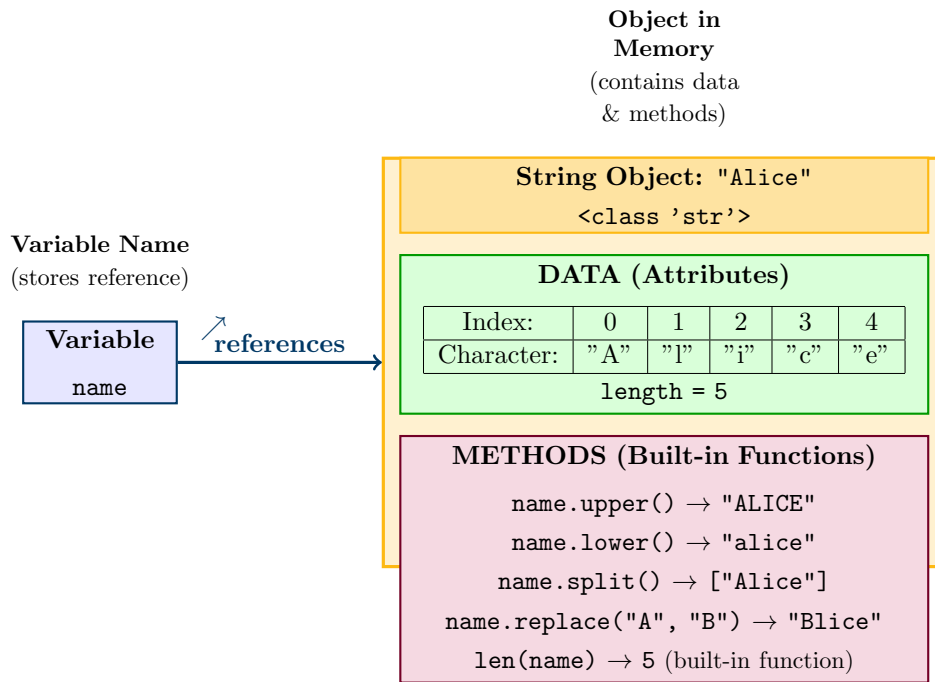 Object in
Memory
(contains data
& methods)
String Object: "Alice"
<class ’str’>
Variable Name
(stores reference)
Variable
name
↗
references
DATA (Attributes)
Index: 0 1 2 3 4
Character: ”A” ”l” ”i” ”c” ”e”
length = 5
METHODS (Built-in Functions)
name.upper() → "ALICE"
name.lower() → "alice"
name.split() → ["Alice"]
name.replace("A", "B") → "Blice"
len(name) → 5 (built-in function)